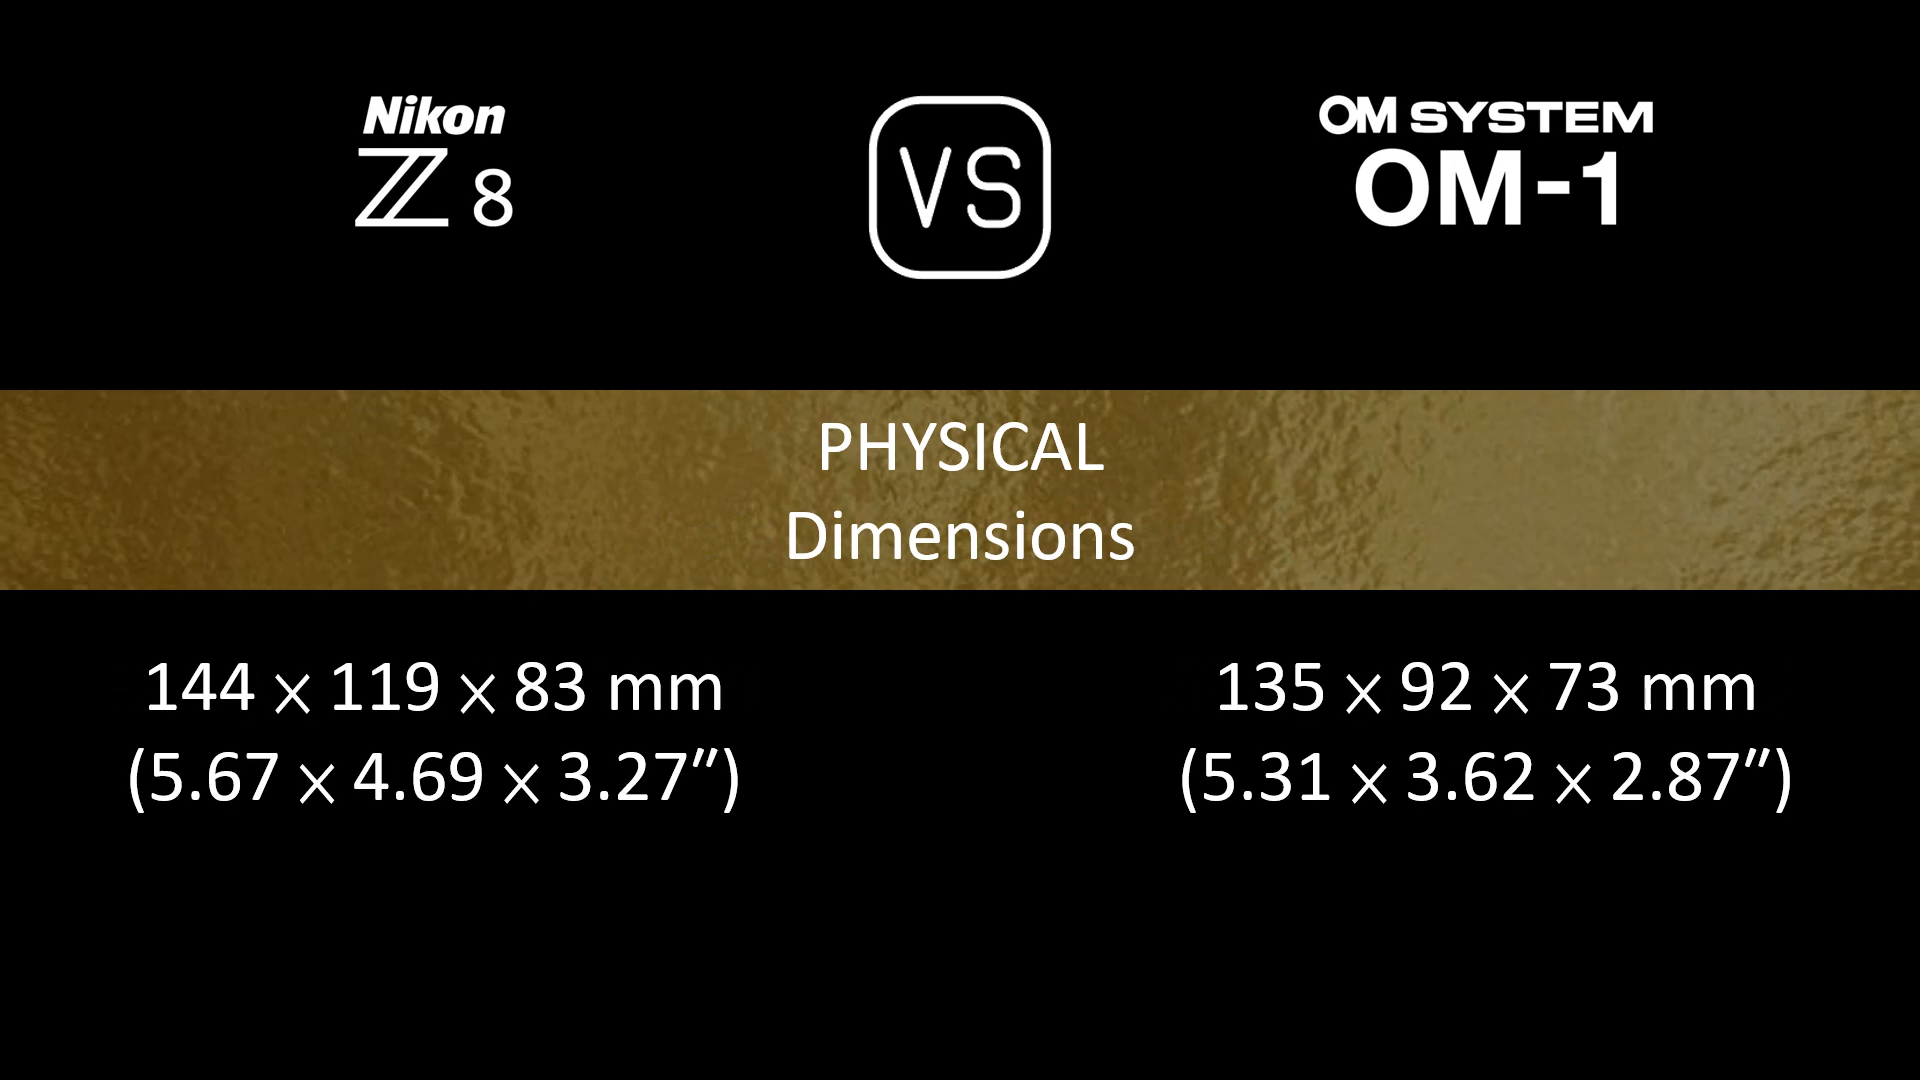 Nikon
Z 8
VS
OM SYSTEM
OM-1
PHYSICAL
Dimensions
144 x 119 x 83 mm
(5.67 x 4.69 x 3.27″)
135 x 92 x 73 mm
(5.31 x 3.62 x 2.87″)